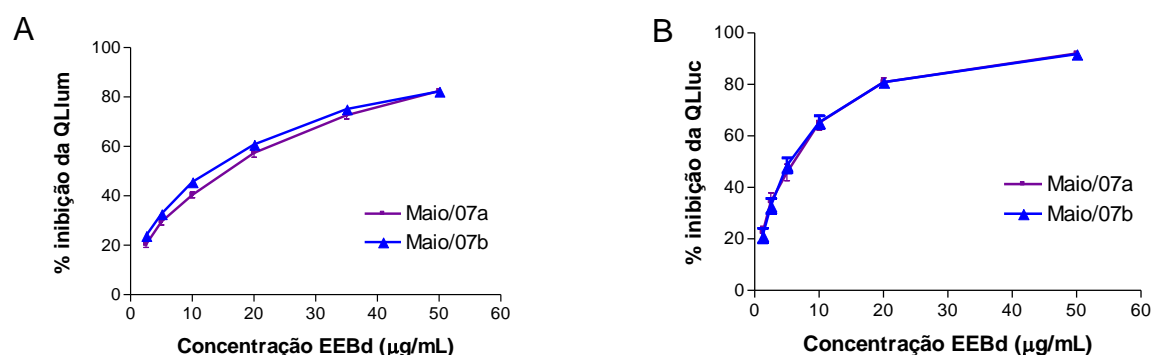 A
% inibição da QLlum
100
80
60
40
20
0
0 10 20 30 40 50 60
Concentração EEBd (μg/mL)
Maio/07a
Maio/07b
B
% inibição da QLluc
100
80
60
40
20
0
0 10 20 30 40 50 60
Concentração EEBd (μg/mL)
Maio/07a
Maio/07b